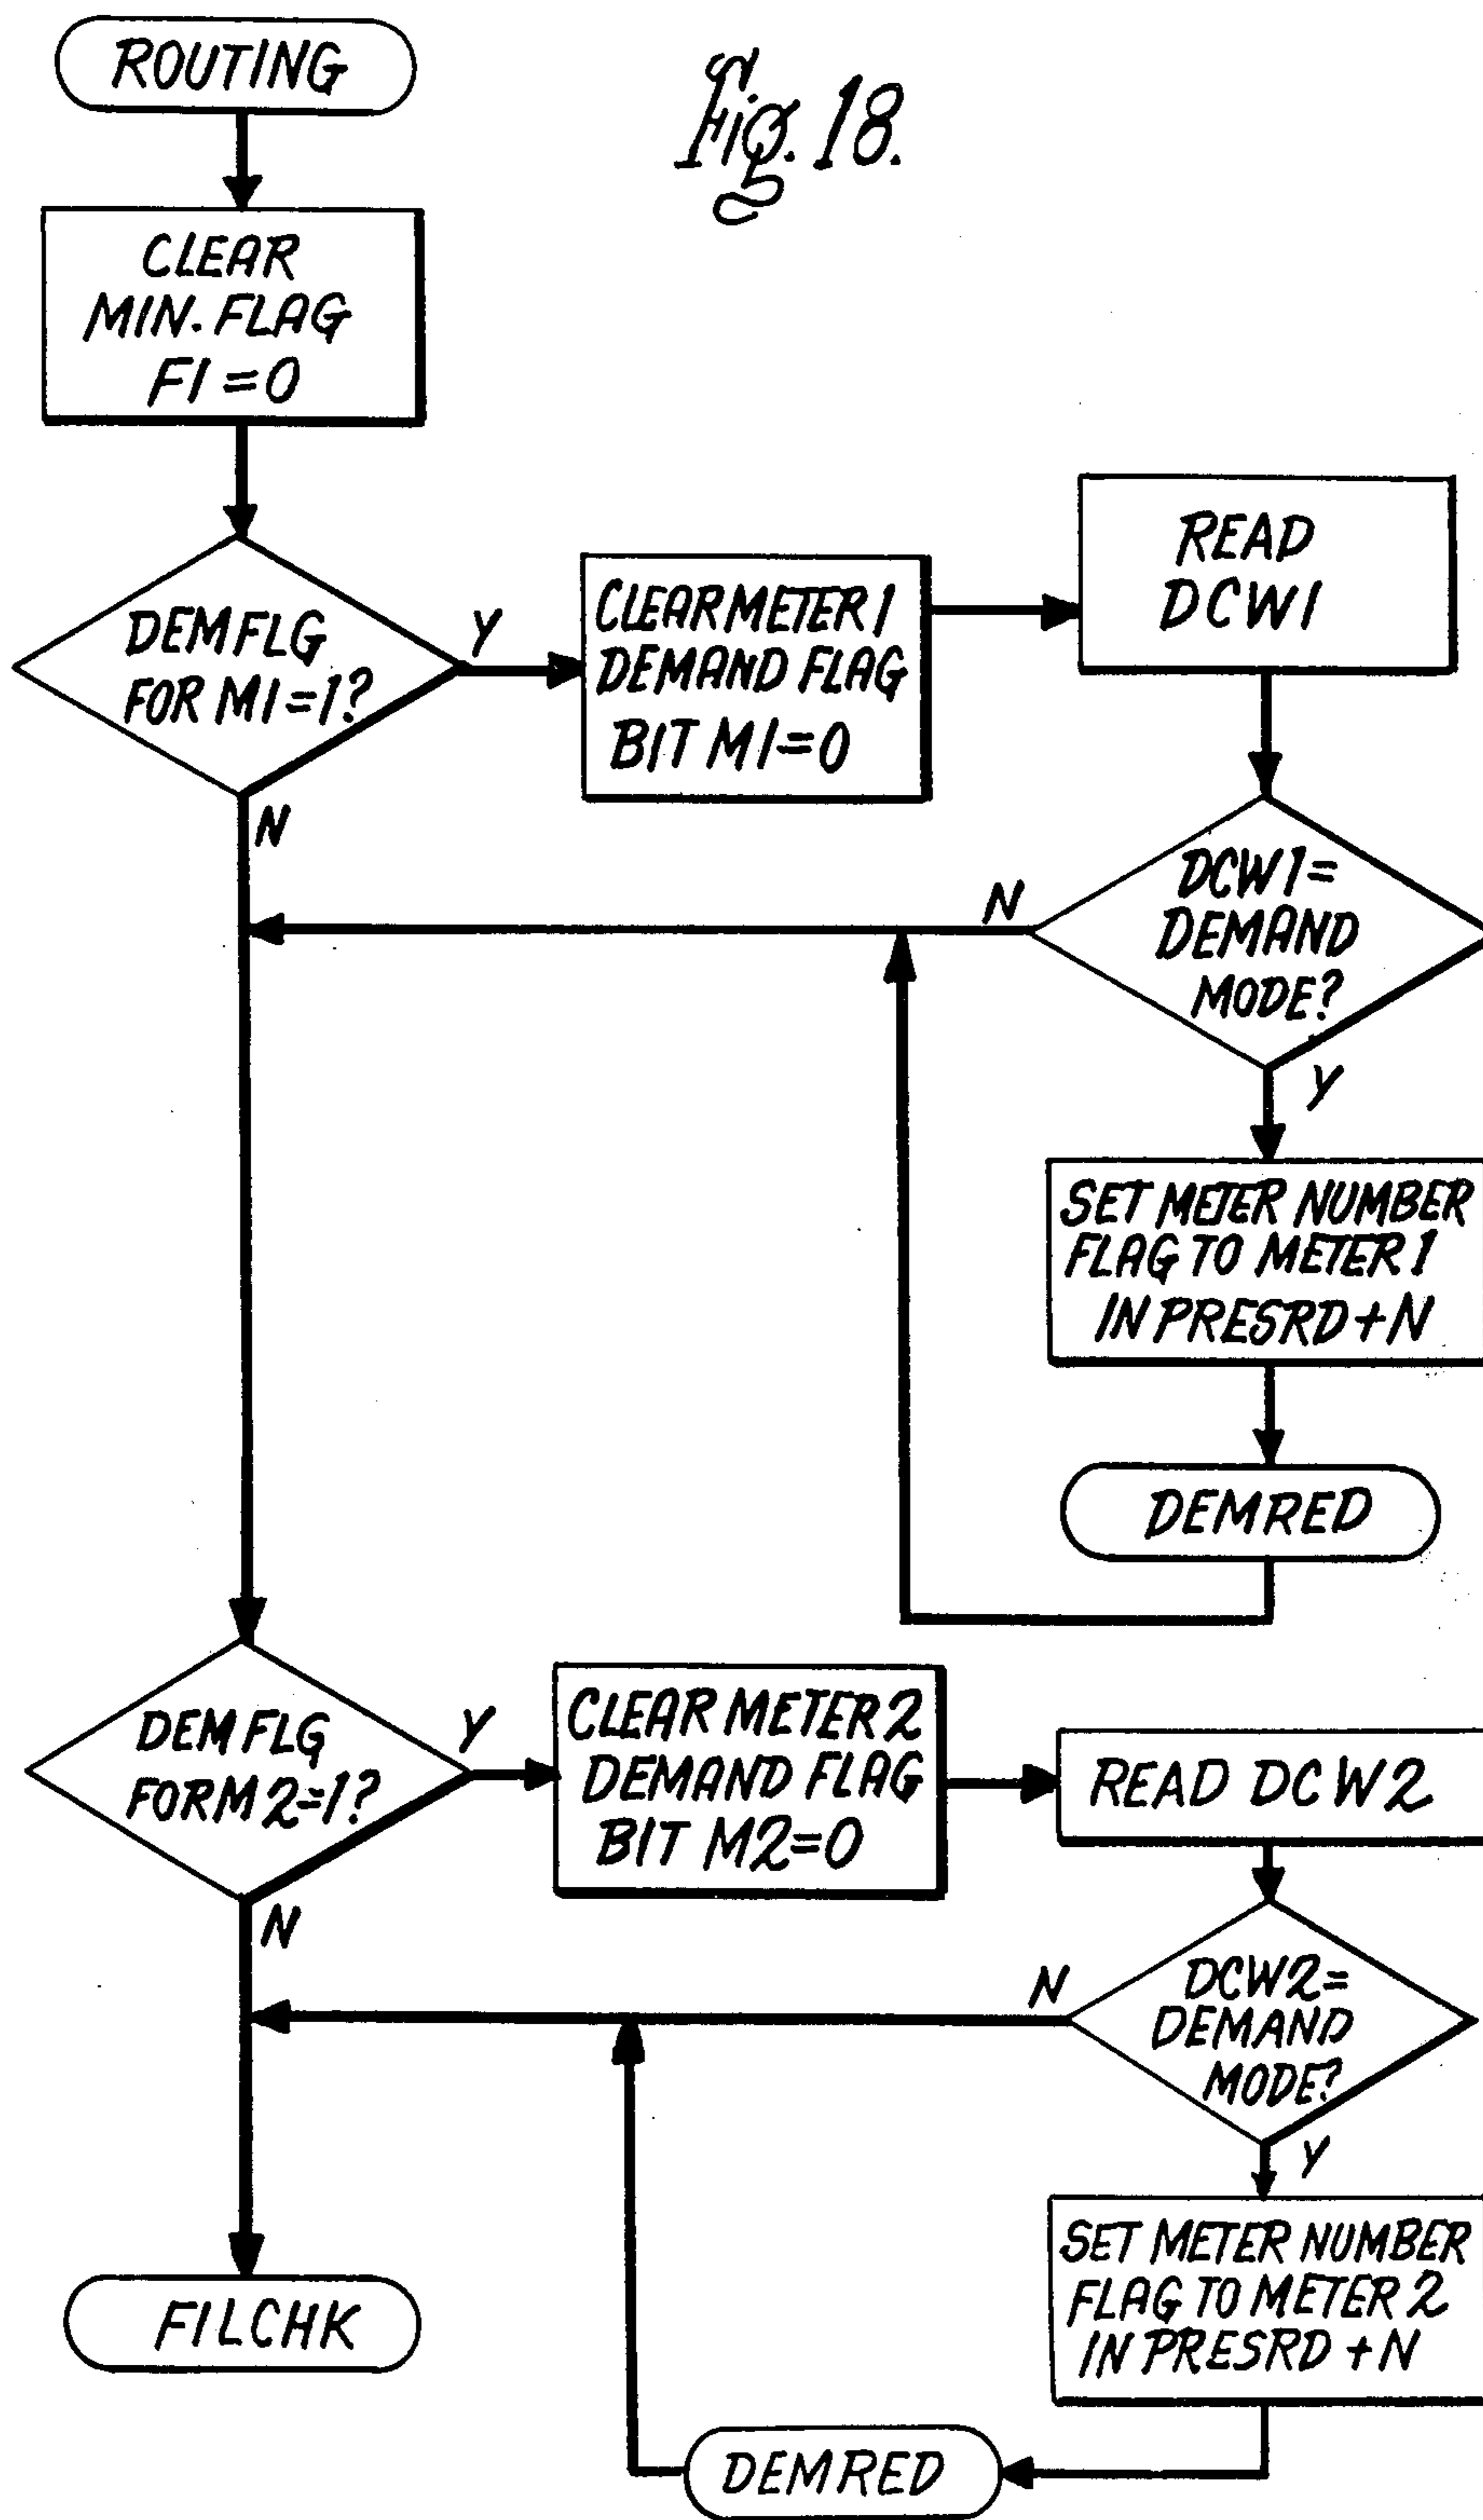 ROUTING
Fig. 18.
CLEAR
MIN. FLAG
F1=0
DEMFLG
FOR M1=1?
Y
N
CLEAR METER 1
DEMAND FLAG
BIT M1=0
READ
DCW1
DCW1=
DEMAND
MODE?
N
Y
SET METER NUMBER
FLAG TO METER 1
IN PRESRD+N
DEMRED
DEM FLG
FOR M2=1?
Y
N
CLEAR METER 2
DEMAND FLAG
BIT M2=0
READ DCW2
DCW2=
DEMAND
MODE?
N
Y
SET METER NUMBER
FLAG TO METER 2
IN PRESRD+N
DEMRED
FILCHK